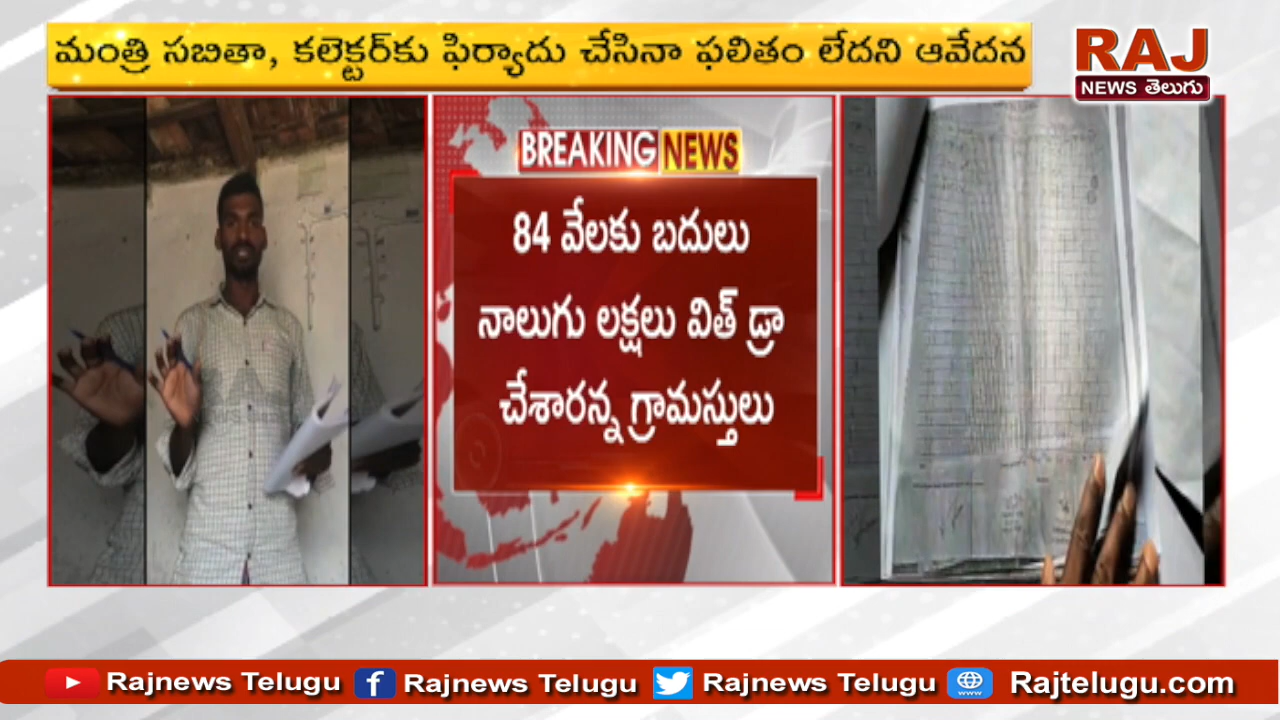 మంత్రి సబితా, కలెక్టర్‌కు ఫిర్యాదు చేసినా ఫలితం లేదని ఆవేదన
RAJ
NEWS తెలుగు
BREAKING NEWS
84 వేలకు బదులు
నాలుగు లక్షలు విత్ డ్రా
చేశారన్న గ్రామస్తులు
Rajnews Telugu Rajnews Telugu Rajnews Telugu www Rajtelugu.com